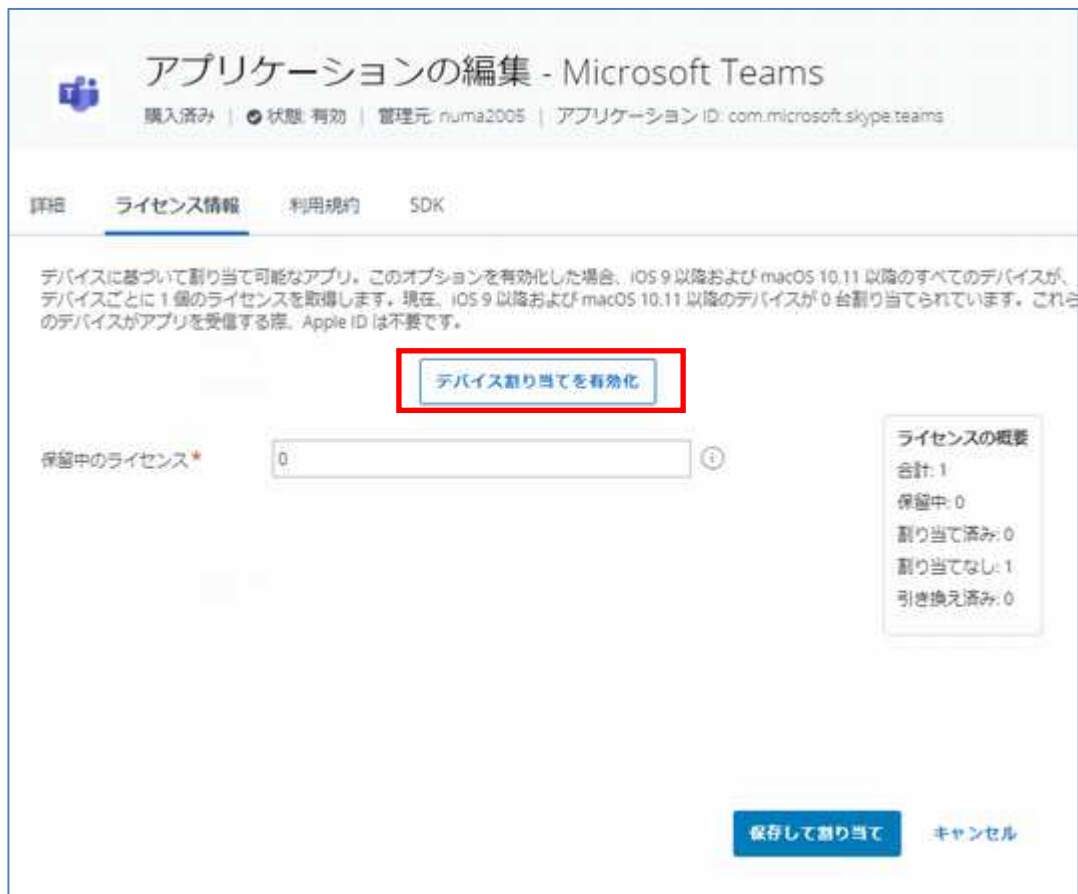 アプリケーションの編集 - Microsoft Teams
購入済み | 状態: 有効 | 管理元: numa2005 | アプリケーション ID: com.microsoft.skype.teams
詳細 ライセンス情報 利用規約 SDK
デバイスに基づいて割り当て可能なアプリ。このオプションを有効化した場合、iOS 9 以降および macOS 10.11 以降のすべてのデバイスが、
デバイスごとに 1 個のライセンスを取得します。現在、iOS 9 以降および macOS 10.11 以降のデバイスが 0 台割り当てられています。これら
のデバイスがアプリを受信する際、Apple ID は不要です。
デバイス割り当てを有効化
保留中のライセンス* 0
ライセンスの概要
合計: 1
保留中: 0
割り当て済み: 0
割り当てなし: 1
引き換え済み: 0
保存して割り当て キャンセル